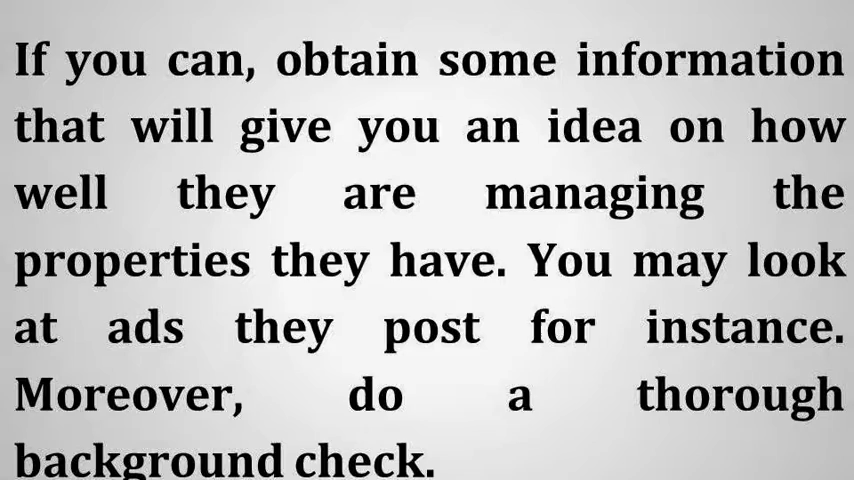 If you can, obtain some information
that will give you an idea on how
well they are managing the
properties they have. You may look
at ads they post for instance.
Moreover, do a thorough
background check.